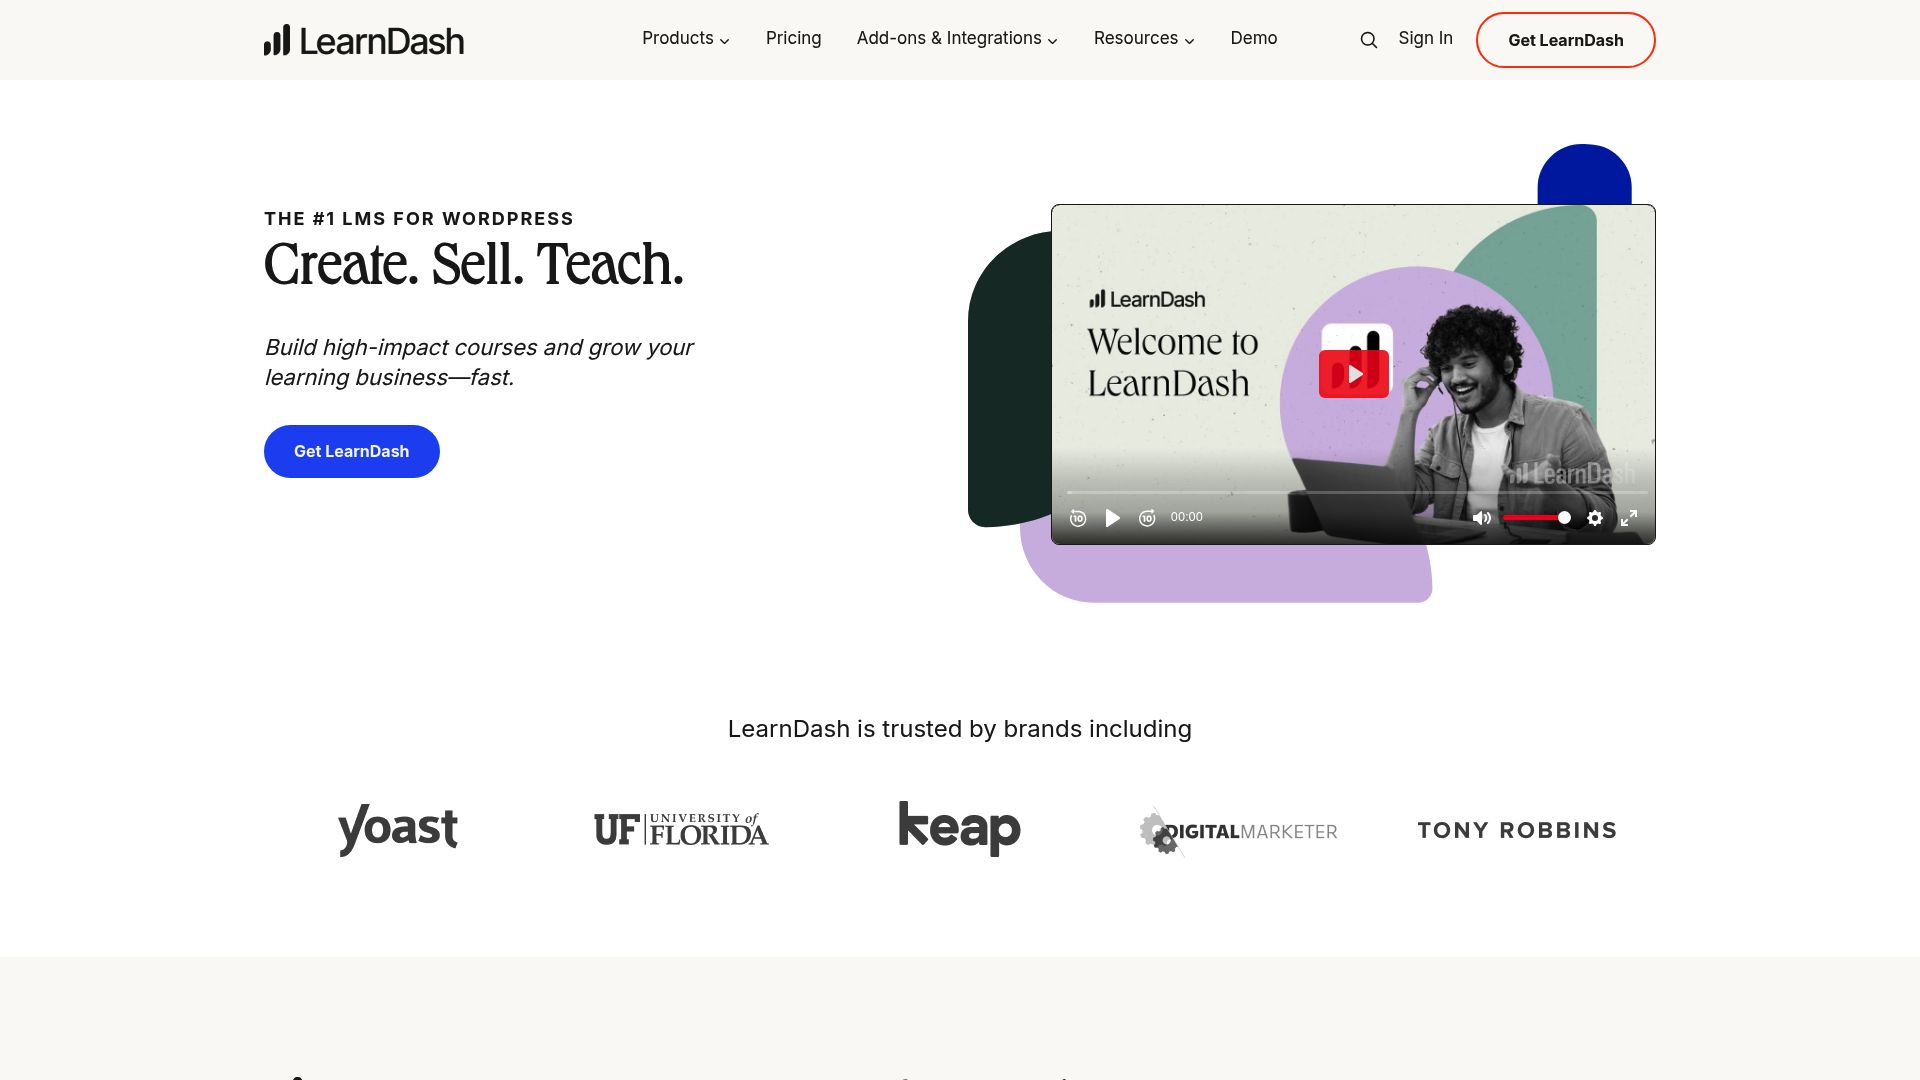 LearnDash
Products
Pricing
Add-ons & Integrations
Resources
Demo
Sign In
Get LearnDash
THE #1 LMS FOR WORDPRESS
Create. Sell. Teach.
Build high-impact courses and grow your
learning business—fast.
Get LearnDash
LearnDash
Welcome to
LearnDash
LearnDash
10
10
00:00
LearnDash is trusted by brands including
yoast
UF UNIVERSITY of
FLORIDA
keap
DIGITALMARKETER
TONY ROBBINS